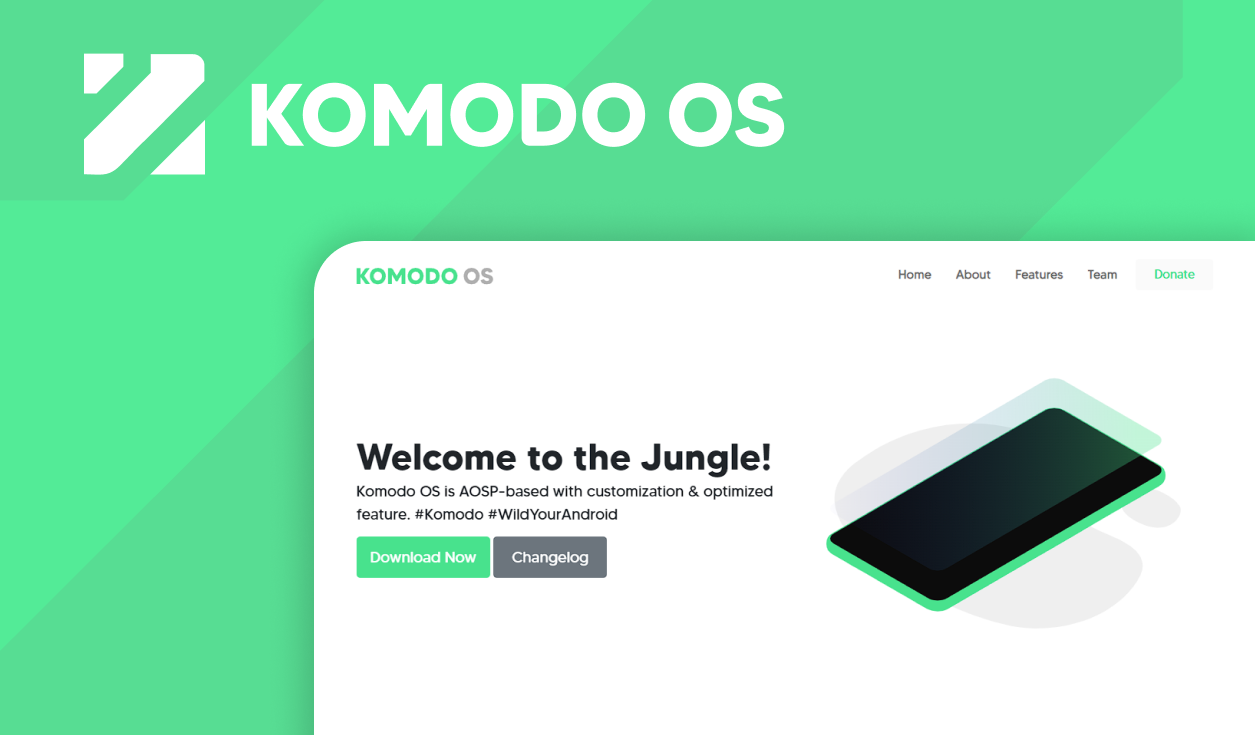 KOMODO OS
KOMODO OS
Home About Features Team Donate
Welcome to the Jungle!
Komodo OS is AOSP-based with customization & optimized
feature. #Komodo #WildYourAndroid
Download Now Changelog